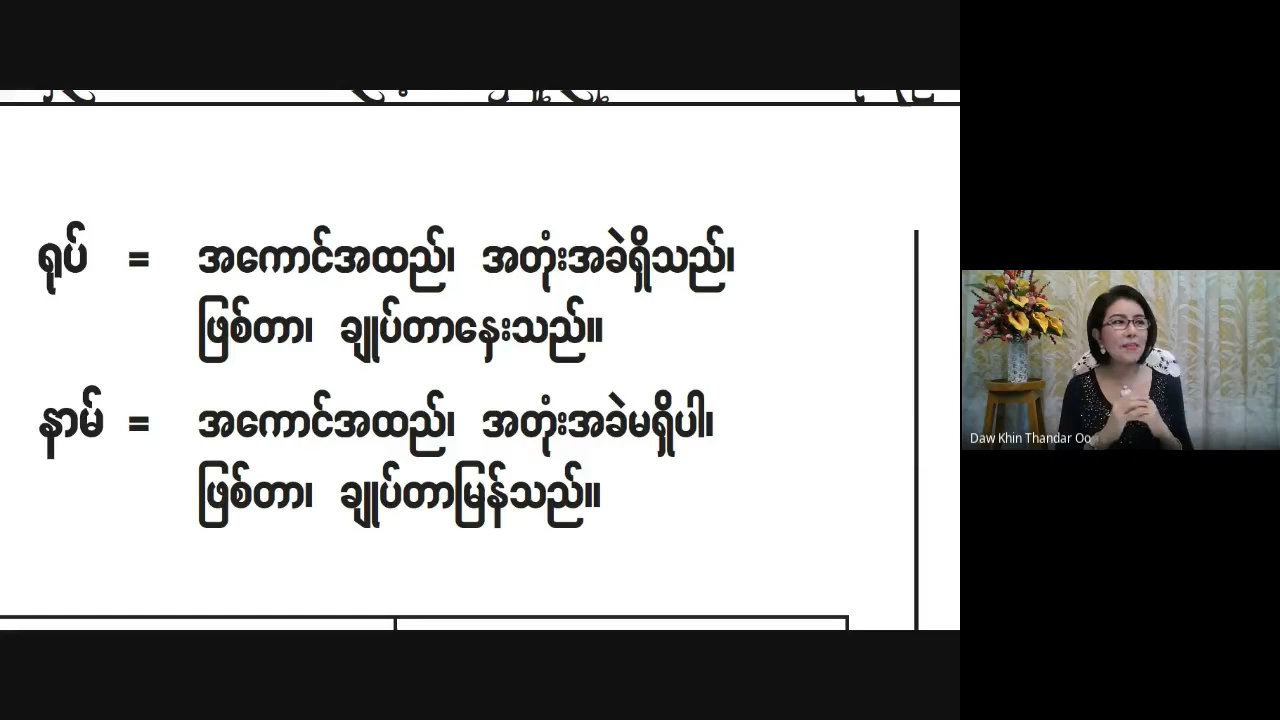 ရုပ် = အကောင်အထည်၊ အတုံးအခဲရှိသည်၊
ဖြစ်တာ၊ ချုပ်တာနှေးသည်။
နာမ် = အကောင်အထည်၊ အတုံးအခဲမရှိပါ၊
ဖြစ်တာ၊ ချုပ်တာမြန်သည်။
Daw Khin Thandar Oo